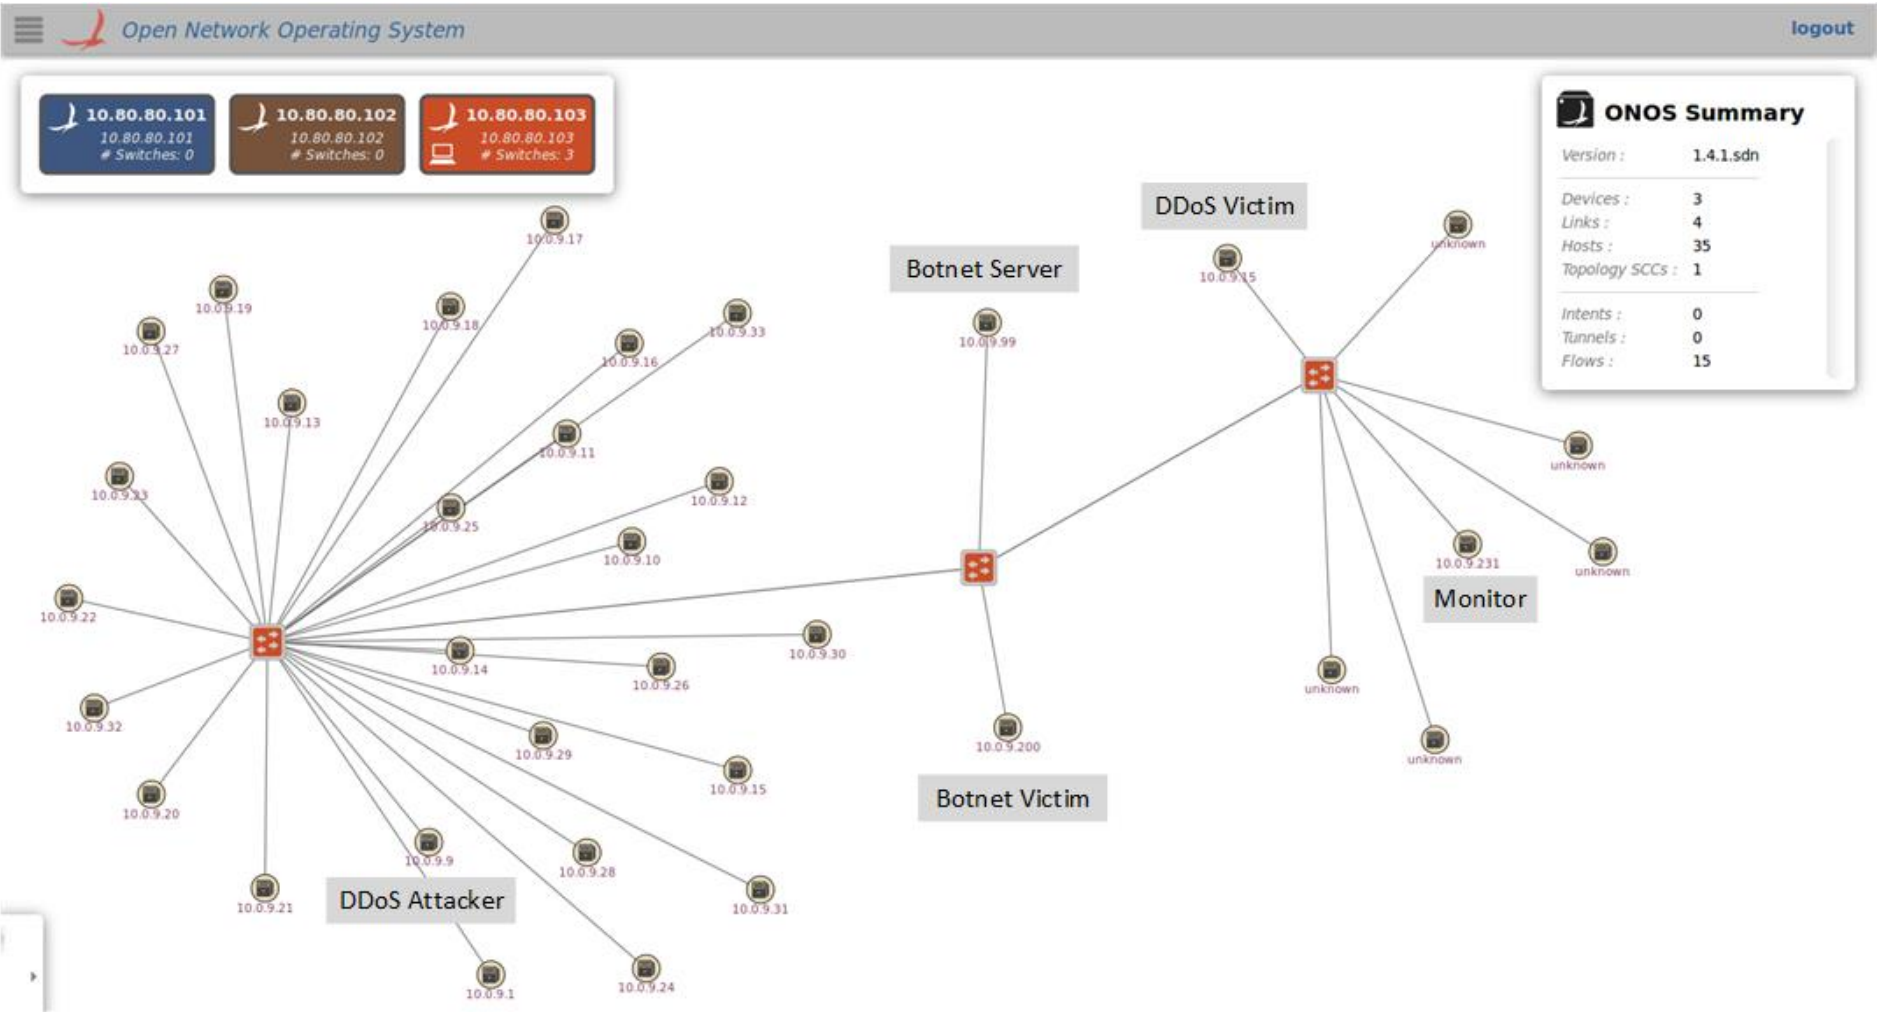 Open Network Operating System
logout
10.80.80.101
10.80.80.101
# Switches: 0
10.80.80.102
10.80.80.102
# Switches: 0
10.80.80.103
10.80.80.103
# Switches: 3
ONOS Summary
Version : 1.4.1.sdn
Devices : 3
Links : 4
Hosts : 35
Topology SCCs : 1
Intents : 0
Tunnels : 0
Flows : 15
DDoS Victim
10.0.9.17
unknown
Botnet Server
10.0.9.15
10.0.9.19
10.0.9.18
10.0.9.33
10.0.9.99
10.0.9.27
10.0.9.16
10.0.9.13
10.0.9.11
unknown
10.0.9.23
10.0.9.12
10.0.9.25
10.0.9.10
10.0.9.231
unknown
Monitor
10.0.9.22
10.0.9.14
10.0.9.30
10.0.9.26
unknown
10.0.9.32
10.0.9.29
10.0.9.200
unknown
10.0.9.15
Botnet Victim
10.0.9.20
10.0.9.9
10.0.9.28
DDoS Attacker
10.0.9.21
10.0.9.31
10.0.9.1
10.0.9.24